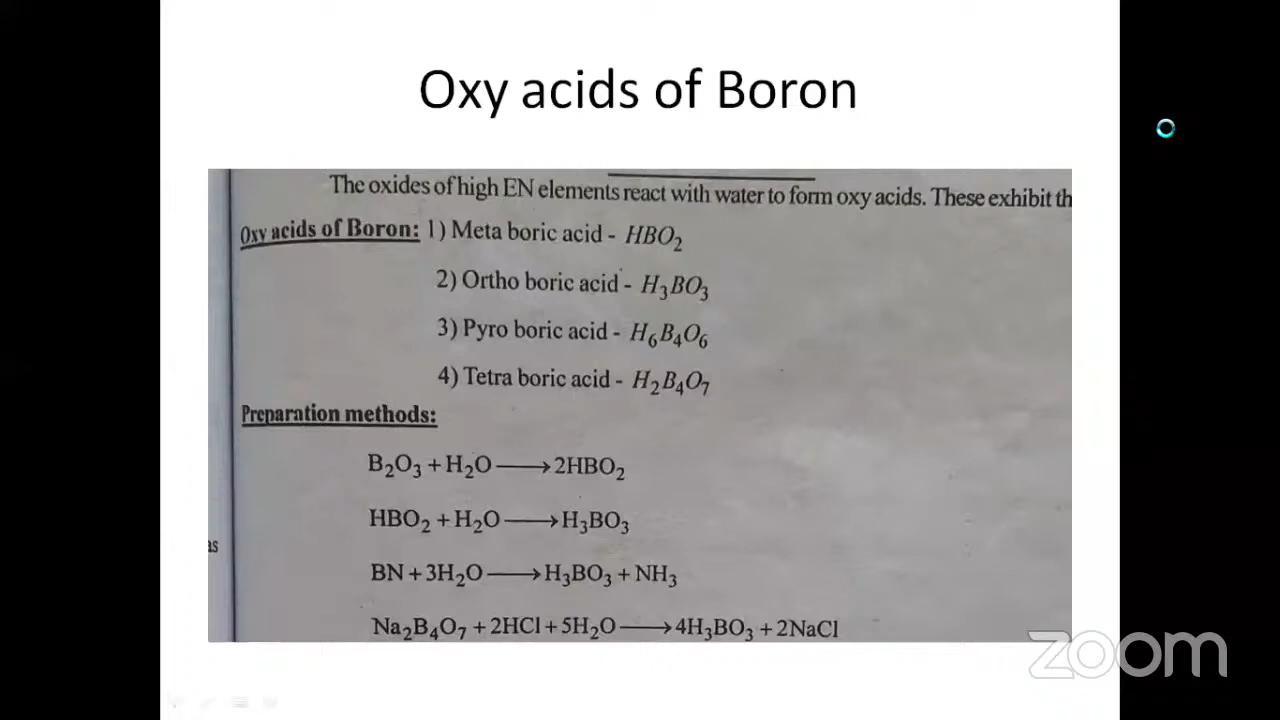 Oxy acids of Boron
The oxides of high EN elements react with water to form oxy acids. These exhibit th
Oxy acids of Boron: 1) Meta boric acid - HBO₂
2) Ortho boric acid - H₃BO₃
3) Pyro boric acid - H₆B₄O₆
4) Tetra boric acid - H₂B₄O₇
Preparation methods:
B₂O₃ + H₂O ⟶ 2HBO₂
HBO₂ + H₂O ⟶ H₃BO₃
as
BN + 3H₂O ⟶ H₃BO₃ + NH₃
Na₂B₄O₇ + 2HCl + 5H₂O ⟶ 4H₃BO₃ + 2NaCl
zoom